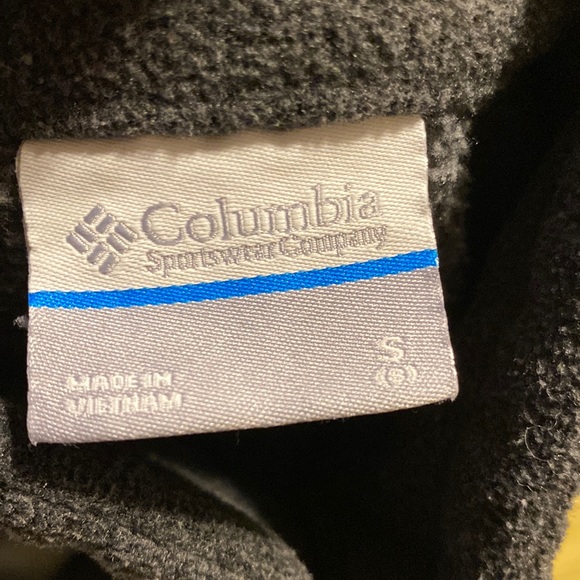 Columbia
Sportswear Company
S
MADE IN
VIETNAM